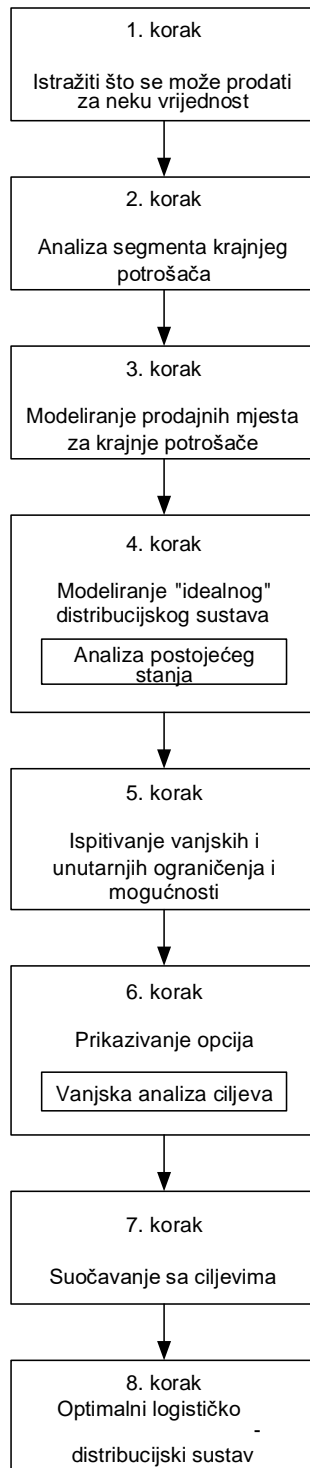 1. korak
Istražiti što se može prodati
za neku vrijednost
2. korak
Analiza segmenta krajnjeg
potrošača
3. korak
Modeliranje prodajnih mjesta
za krajnje potrošače
4. korak
Modeliranje "idealnog"
distribucijskog sustava
Analiza postojećeg
stanja
5. korak
Ispitivanje vanjskih i
unutarnjih ograničenja i
mogućnosti
6. korak
Prikazivanje opcija
Vanjska analiza ciljeva
7. korak
Suočavanje sa ciljevima
8. korak
Optimalni logističko
-
distribucijski sustav